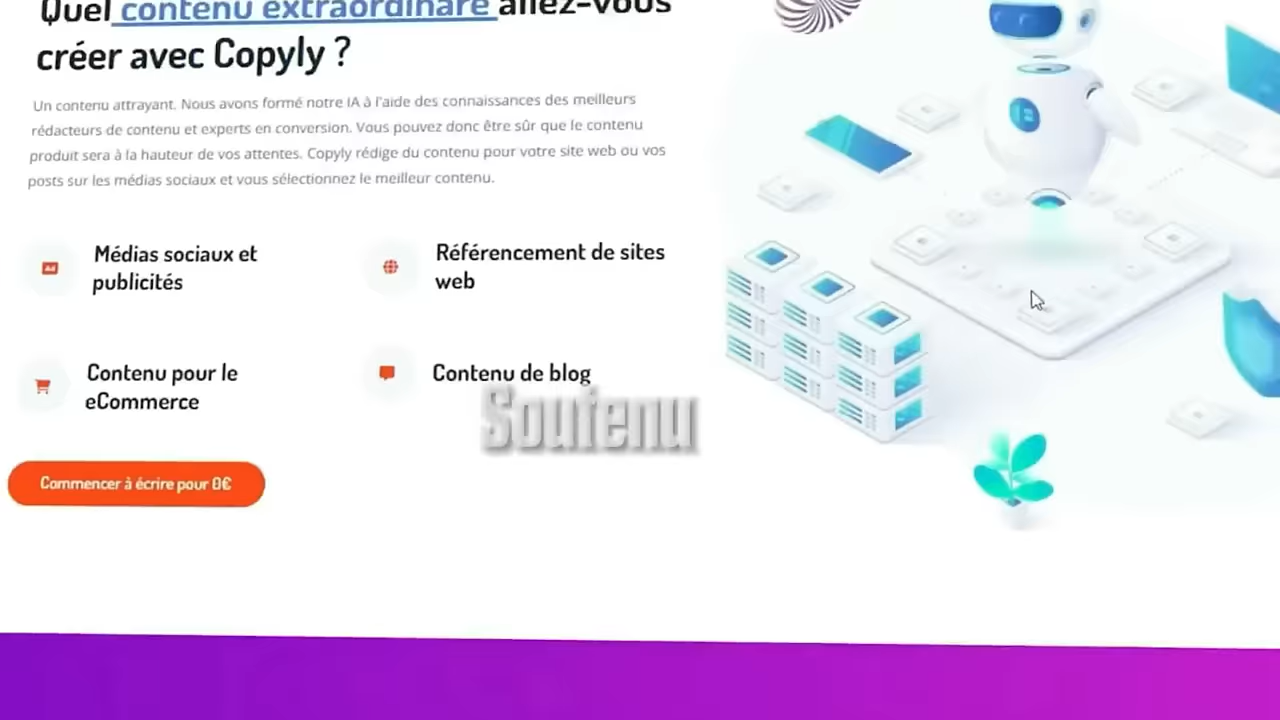 Quel contenu extraordinaire allez-vous
créer avec Copyly ?
Un contenu attrayant. Nous avons formé notre IA à l'aide des connaissances des meilleurs
rédacteurs de contenu et experts en conversion. Vous pouvez donc être sûr que le contenu
produit sera à la hauteur de vos attentes. Copyly rédige du contenu pour votre site web ou vos
posts sur les médias sociaux et vous sélectionnez le meilleur contenu.
Médias sociaux et
publicités
Référencement de sites
web
Contenu pour le
eCommerce
Contenu de blog
Soutenu
Commencer à écrire pour 0€